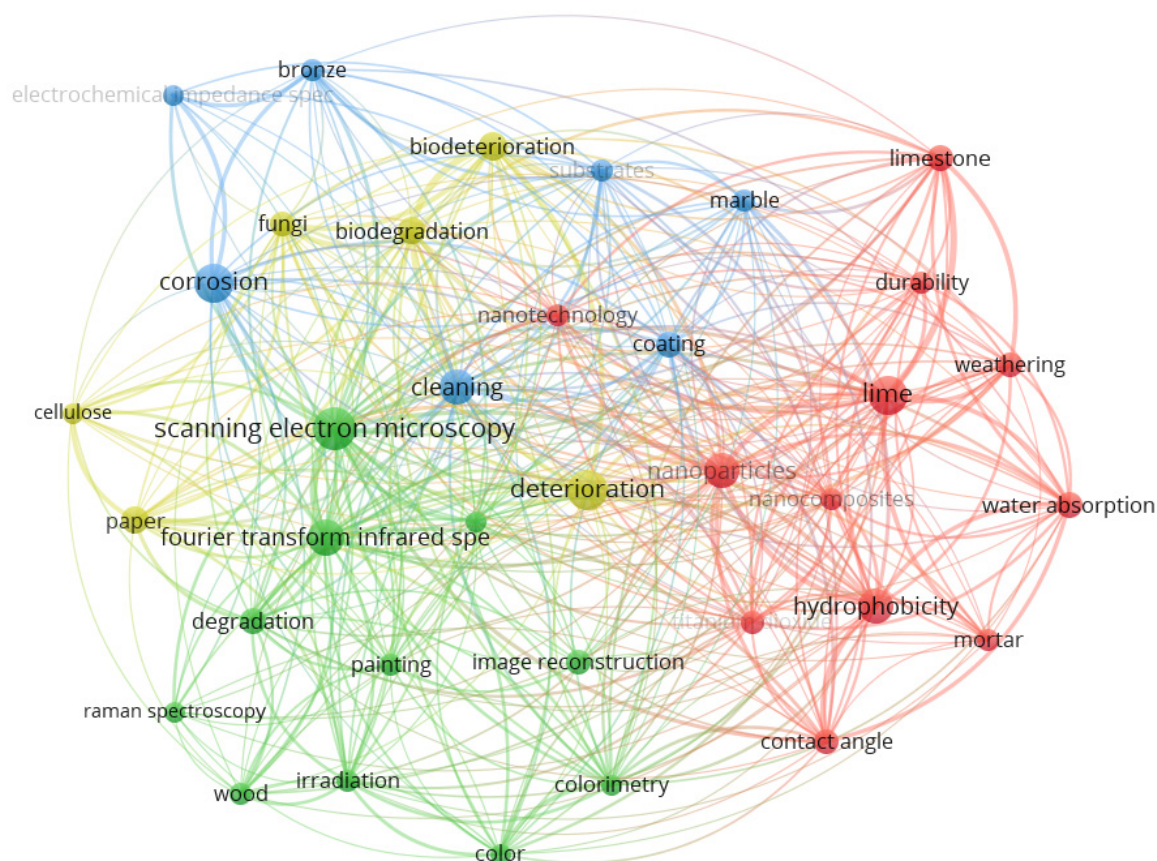 bronze
electrochemical impedance spec
biodeterioration
limestone
substrates
marble
fungi
biodegradation
corrosion
durability
nanotechnology
coating
weathering
cleaning
lime
cellulose
scanning electron microscopy
nanoparticles
deterioration
nanocomposites
water absorption
paper
fourier transform infrared spe
hydrophobicity
degradation
titanium dioxide
mortar
painting
image reconstruction
raman spectroscopy
contact angle
irradiation
colorimetry
wood
color